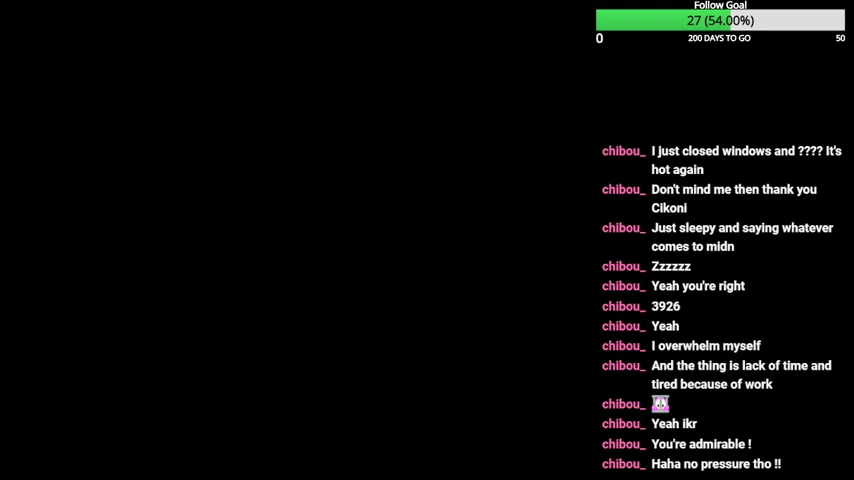 Follow Goal
27 (54.00%)
0 200 DAYS TO GO 50
chibou_ I just closed windows and ???? It's
hot again
chibou_ Don't mind me then thank you
Cikoni
chibou_ Just sleepy and saying whatever
comes to midn
chibou_ Zzzzzz
chibou_ Yeah you're right
chibou_ 3926
chibou_ Yeah
chibou_ I overwhelm myself
chibou_ And the thing is lack of time and
tired because of work
chibou_
chibou_ Yeah ikr
chibou_ You're admirable !
chibou_ Haha no pressure tho !!